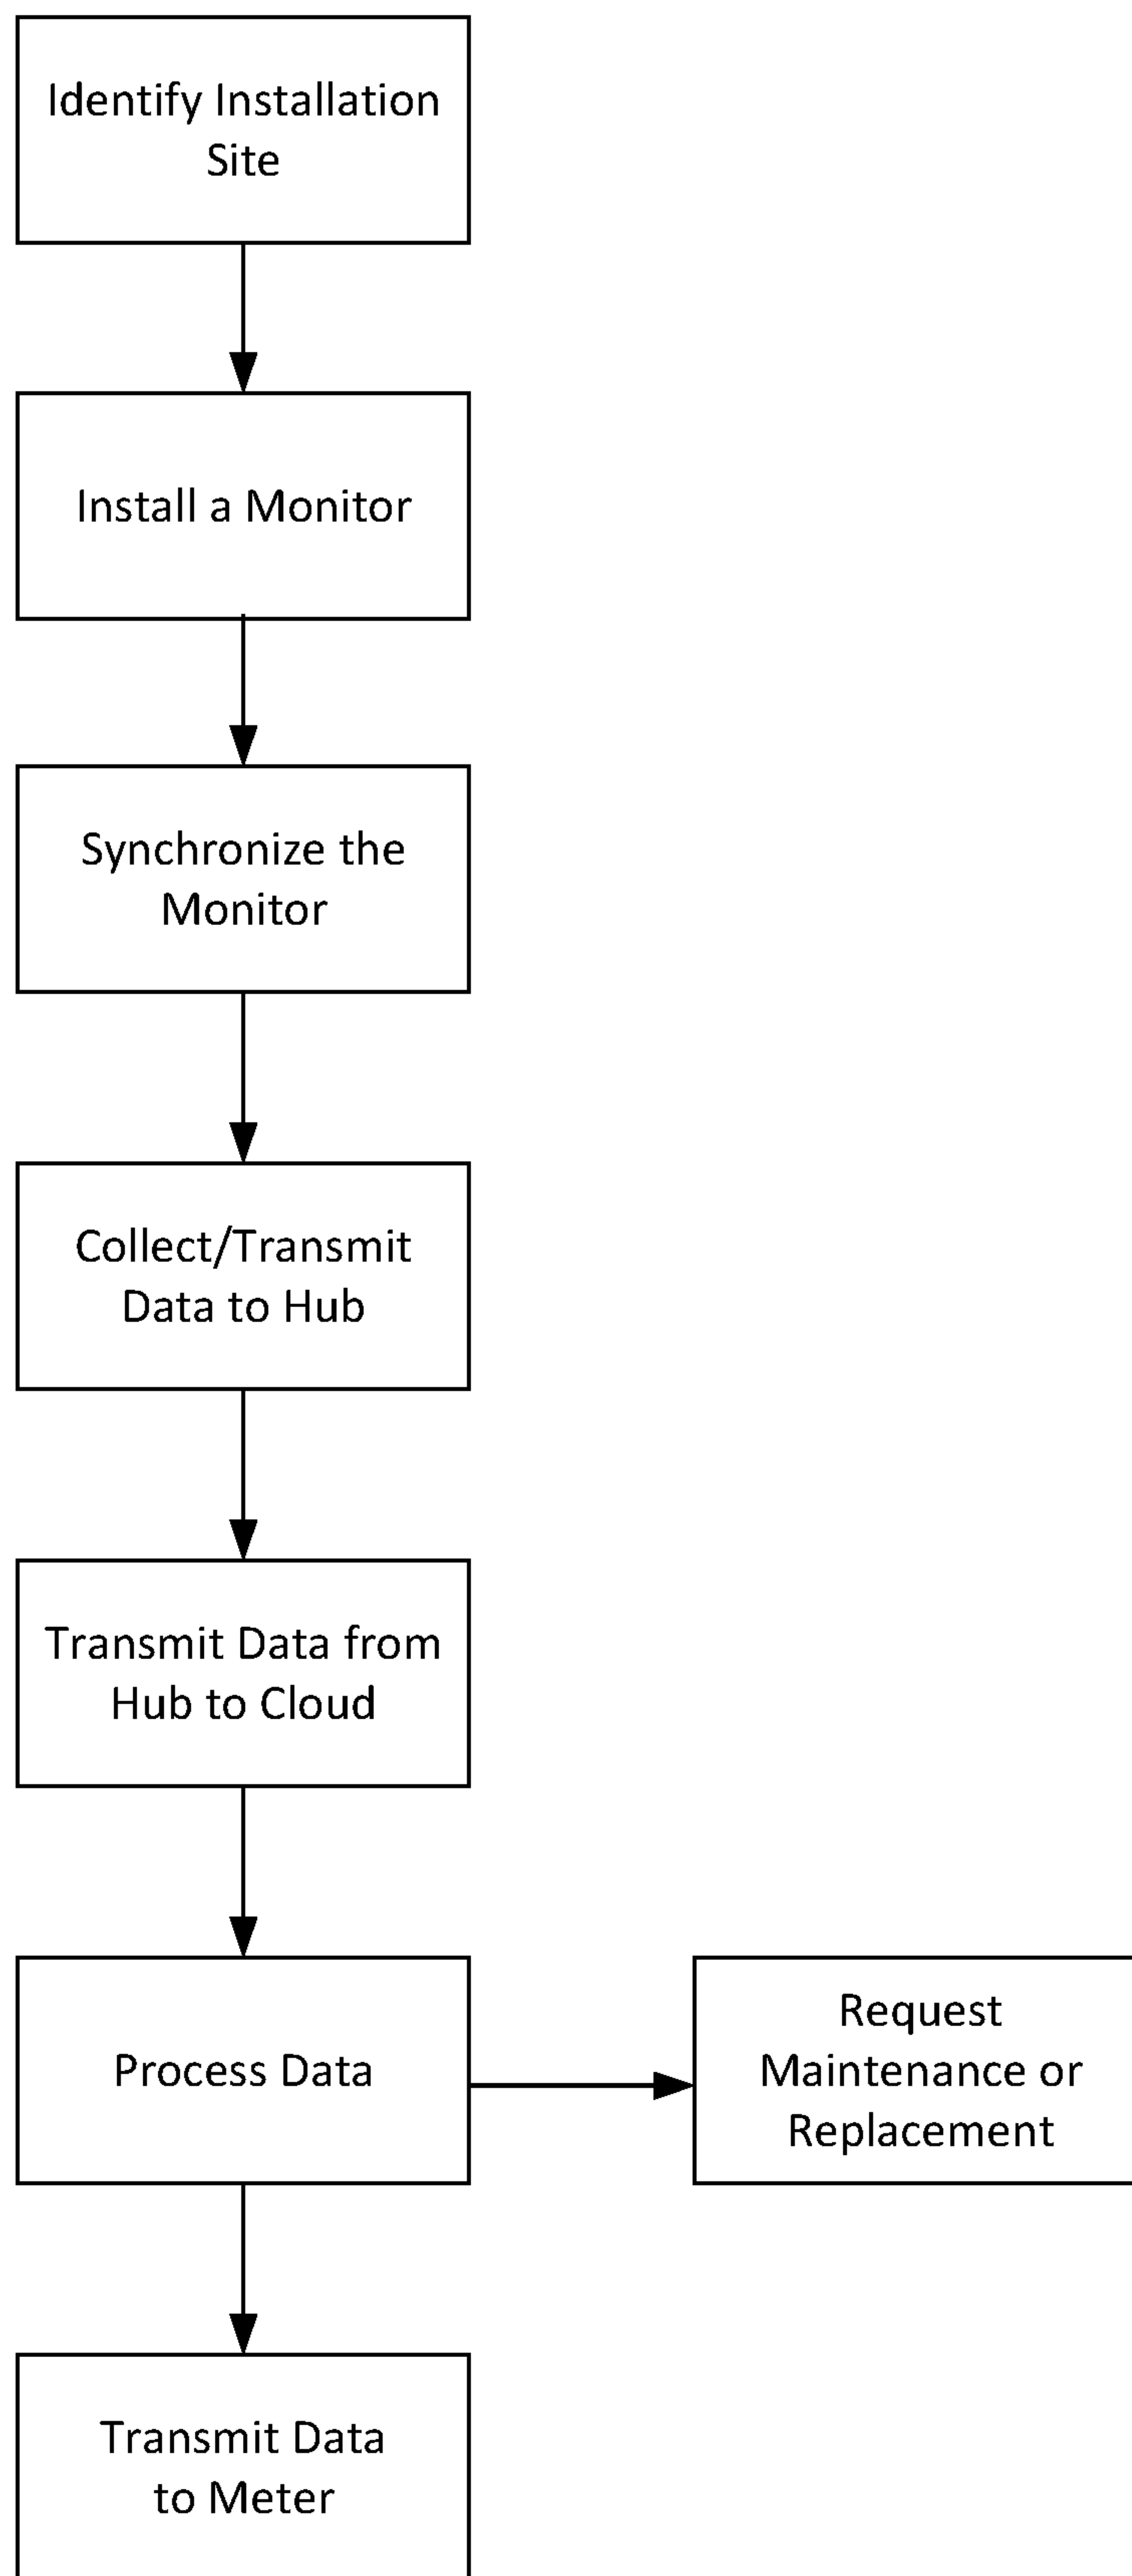 Identify Installation
Site
Install a Monitor
Synchronize the
Monitor
Collect/Transmit
Data to Hub
Transmit Data from
Hub to Cloud
Process Data
Request
Maintenance or
Replacement
Transmit Data
to Meter